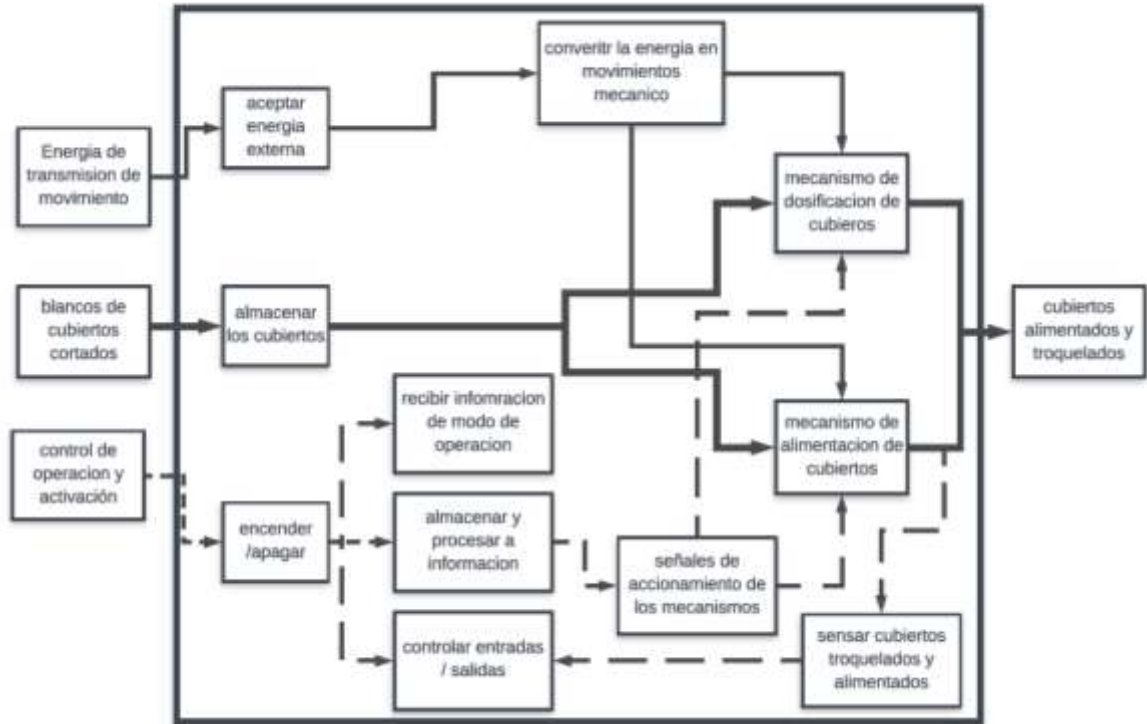 converitr la energia en
movimientos
mecanico
aceptar
energia
externa
Energia de
transmision de
movimiento
mecanismo de
dosificacion de
cubieros
blancos de
cubiertos
cortados
almacenar
los cubiertos
cubiertos
alimentados y
troquelados
recibir infomracion
de modo de
operacion
mecanismo de
alimentacion de
cubiertos
control de
operacion y
activación
encender
/apagar
almacenar y
procesar a
informacion
señales de
accionamiento de
los mecanismos
controlar entradas
/ salidas
sensar cubiertos
troquelados y
alimentados